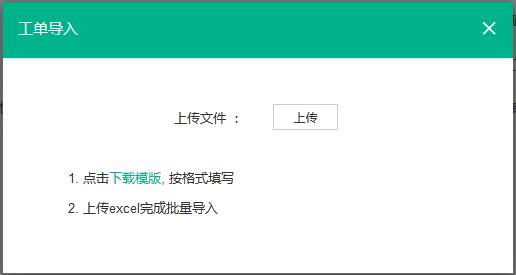 工单导入
上传文件 ：
上传
1. 点击下载模版, 按格式填写
2. 上传excel完成批量导入